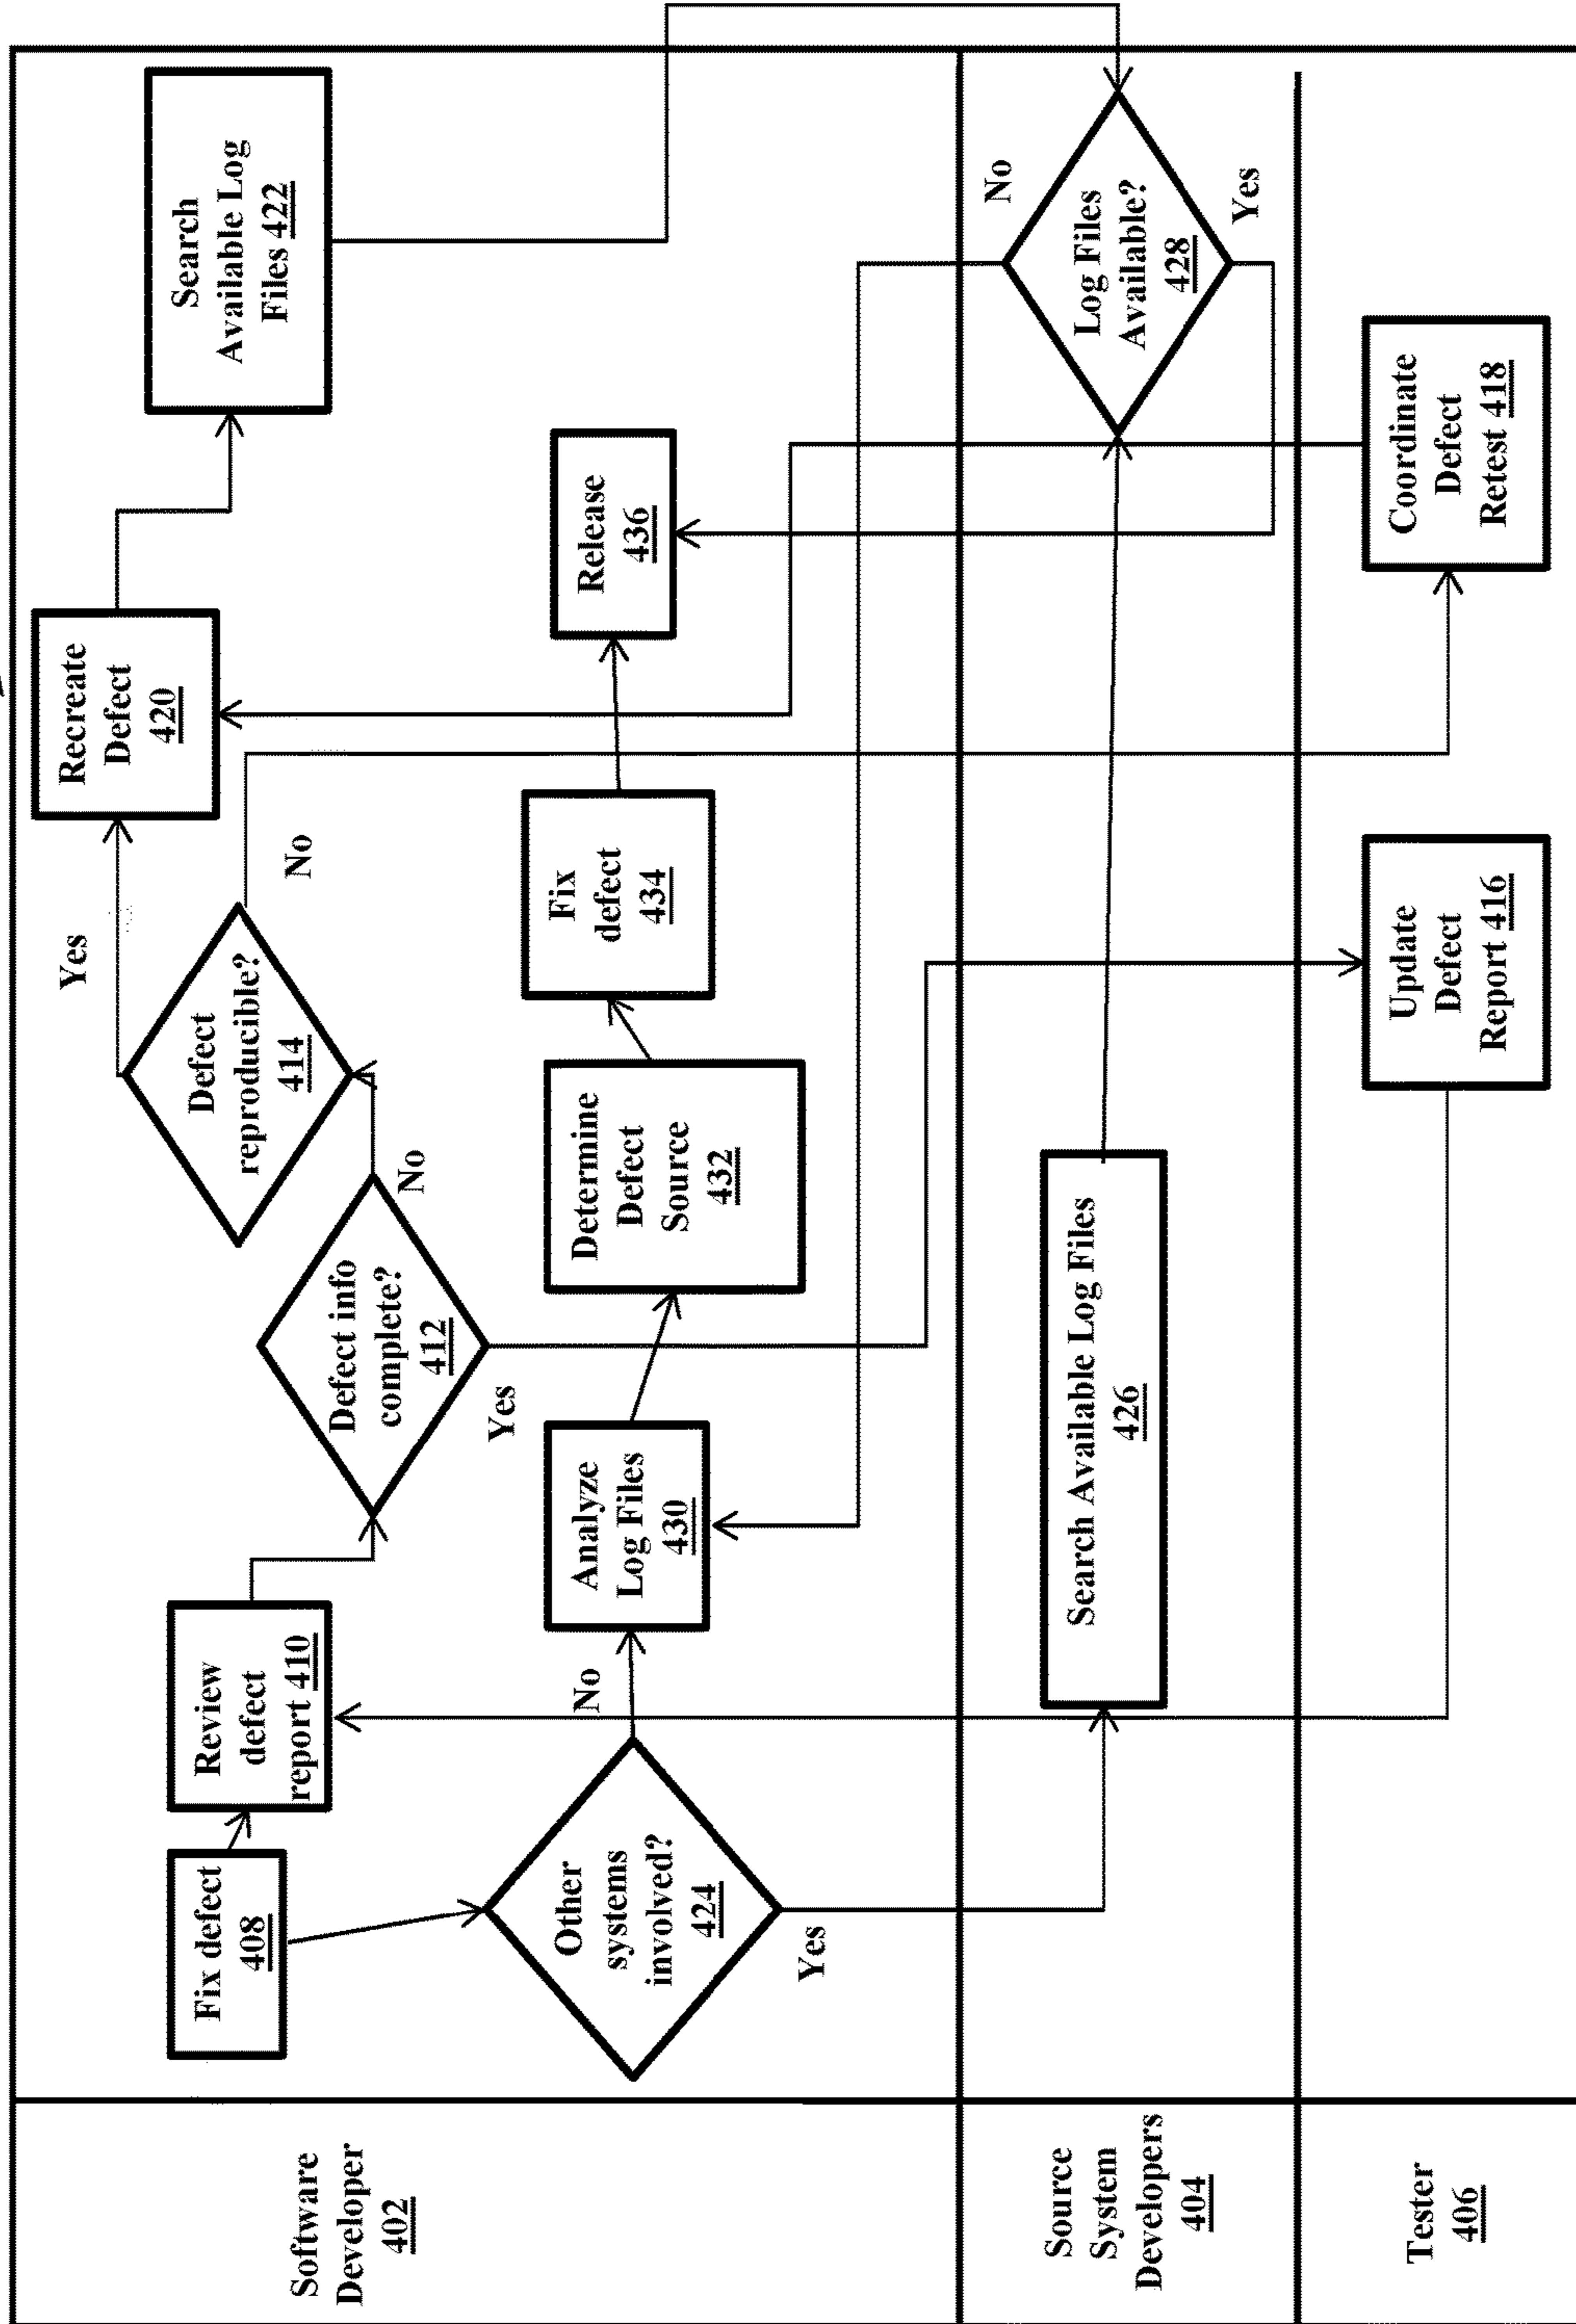 Software
Developer
402
Fix defect
408
Review
defect
report 410
Defect info
complete?
412
Yes
No
Defect
reproducible?
414
Yes
No
Recreate
Defect
420
Search
Available Log
Files 422
Other
systems
involved?
424
Yes
No
Analyze
Log Files
430
Determine
Defect
Source
432
Fix
defect
434
Release
436
Source
System
Developers
404
Search Available Log Files
426
Log Files
Available?
428
No
Yes
Tester
406
Update
Defect
Report 416
Coordinate
Defect
Retest 418